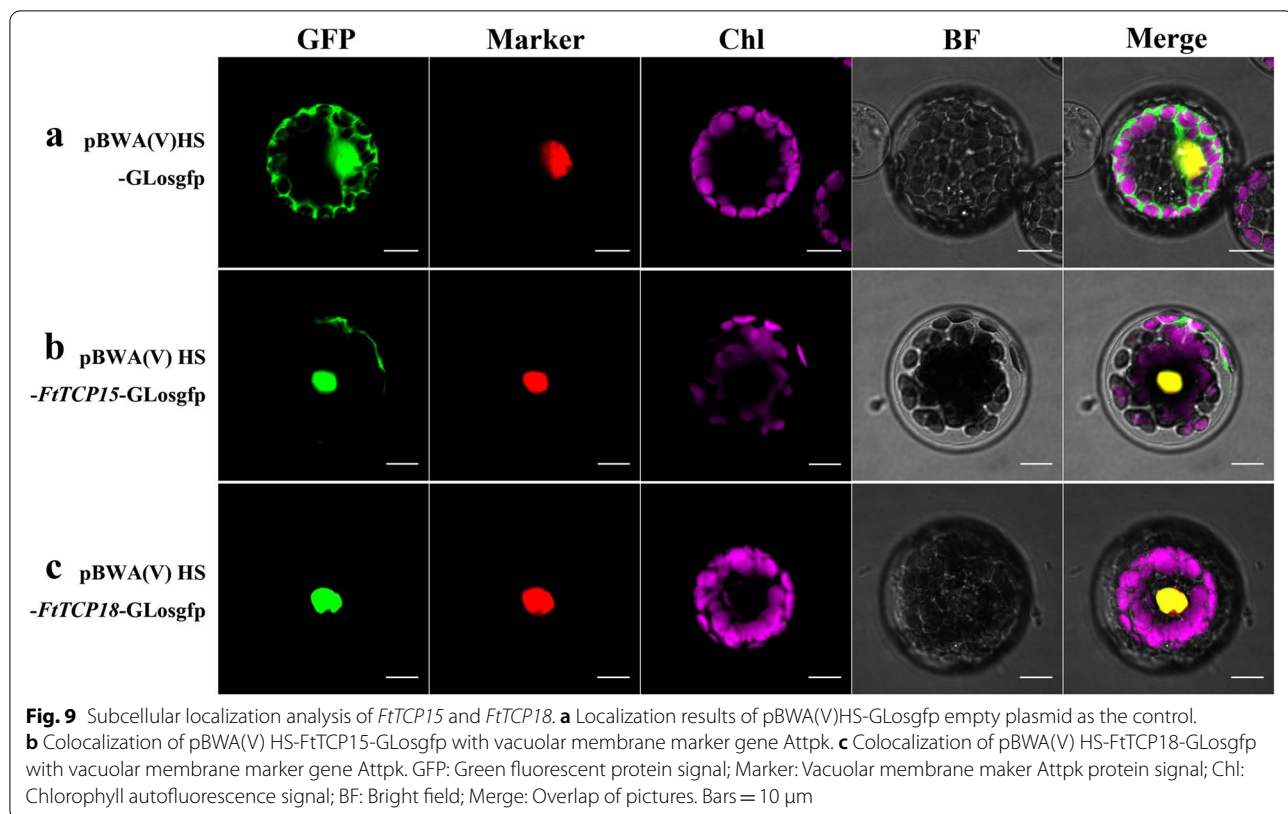 GFP Marker Chl BF Merge
a pBWA(V)HS
-GLosgfp
b pBWA(V) HS
-FtTCP15-GLosgfp
c pBWA(V) HS
-FtTCP18-GLosgfp
Fig. 9 Subcellular localization analysis of FtTCP15 and FtTCP18. a Localization results of pBWA(V)HS-GLosgfp empty plasmid as the control.
b Colocalization of pBWA(V) HS-FtTCP15-GLosgfp with vacuolar membrane marker gene Attpk. c Colocalization of pBWA(V) HS-FtTCP18-GLosgfp
with vacuolar membrane marker gene Attpk. GFP: Green fluorescent protein signal; Marker: Vacuolar membrane maker Attpk protein signal; Chl:
Chlorophyll autofluorescence signal; BF: Bright field; Merge: Overlap of pictures. Bars = 10 μm